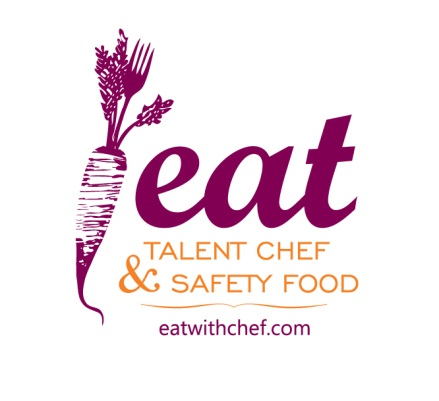 eat
TALENT CHEF
& SAFETY FOOD
eatwithchef.com